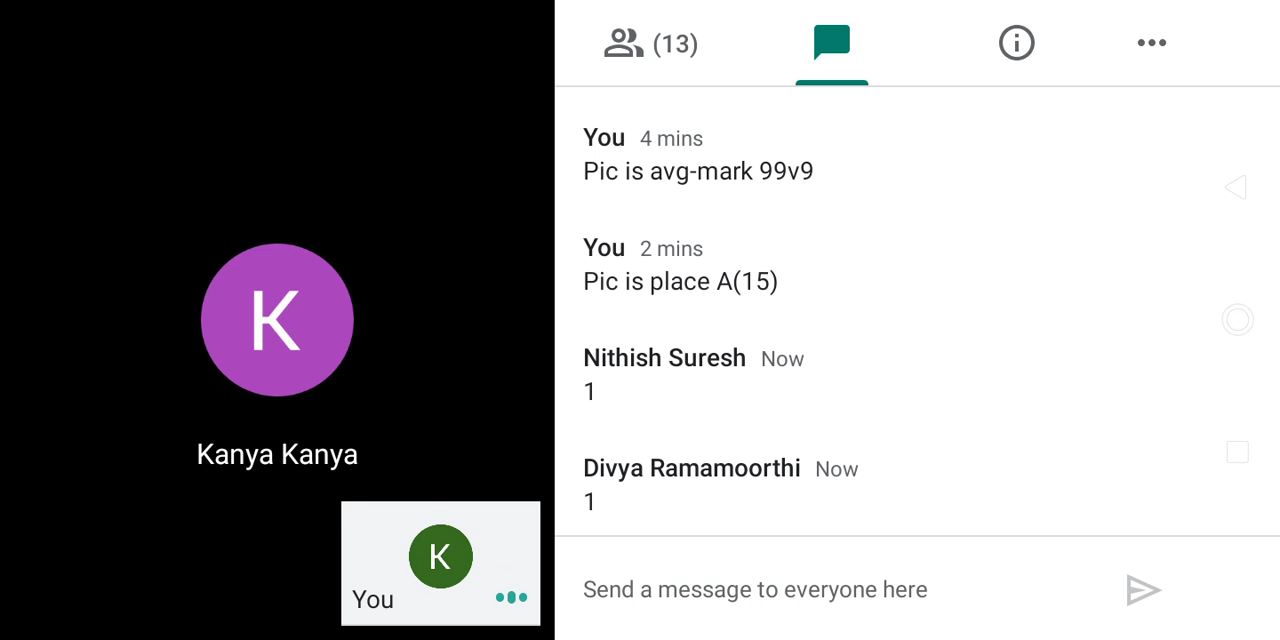 K
Kanya Kanya
K
You
(13)
You 4 mins
Pic is avg-mark 99v9
You 2 mins
Pic is place A(15)
Nithish Suresh Now
1
Divya Ramamoorthi Now
1
Send a message to everyone here